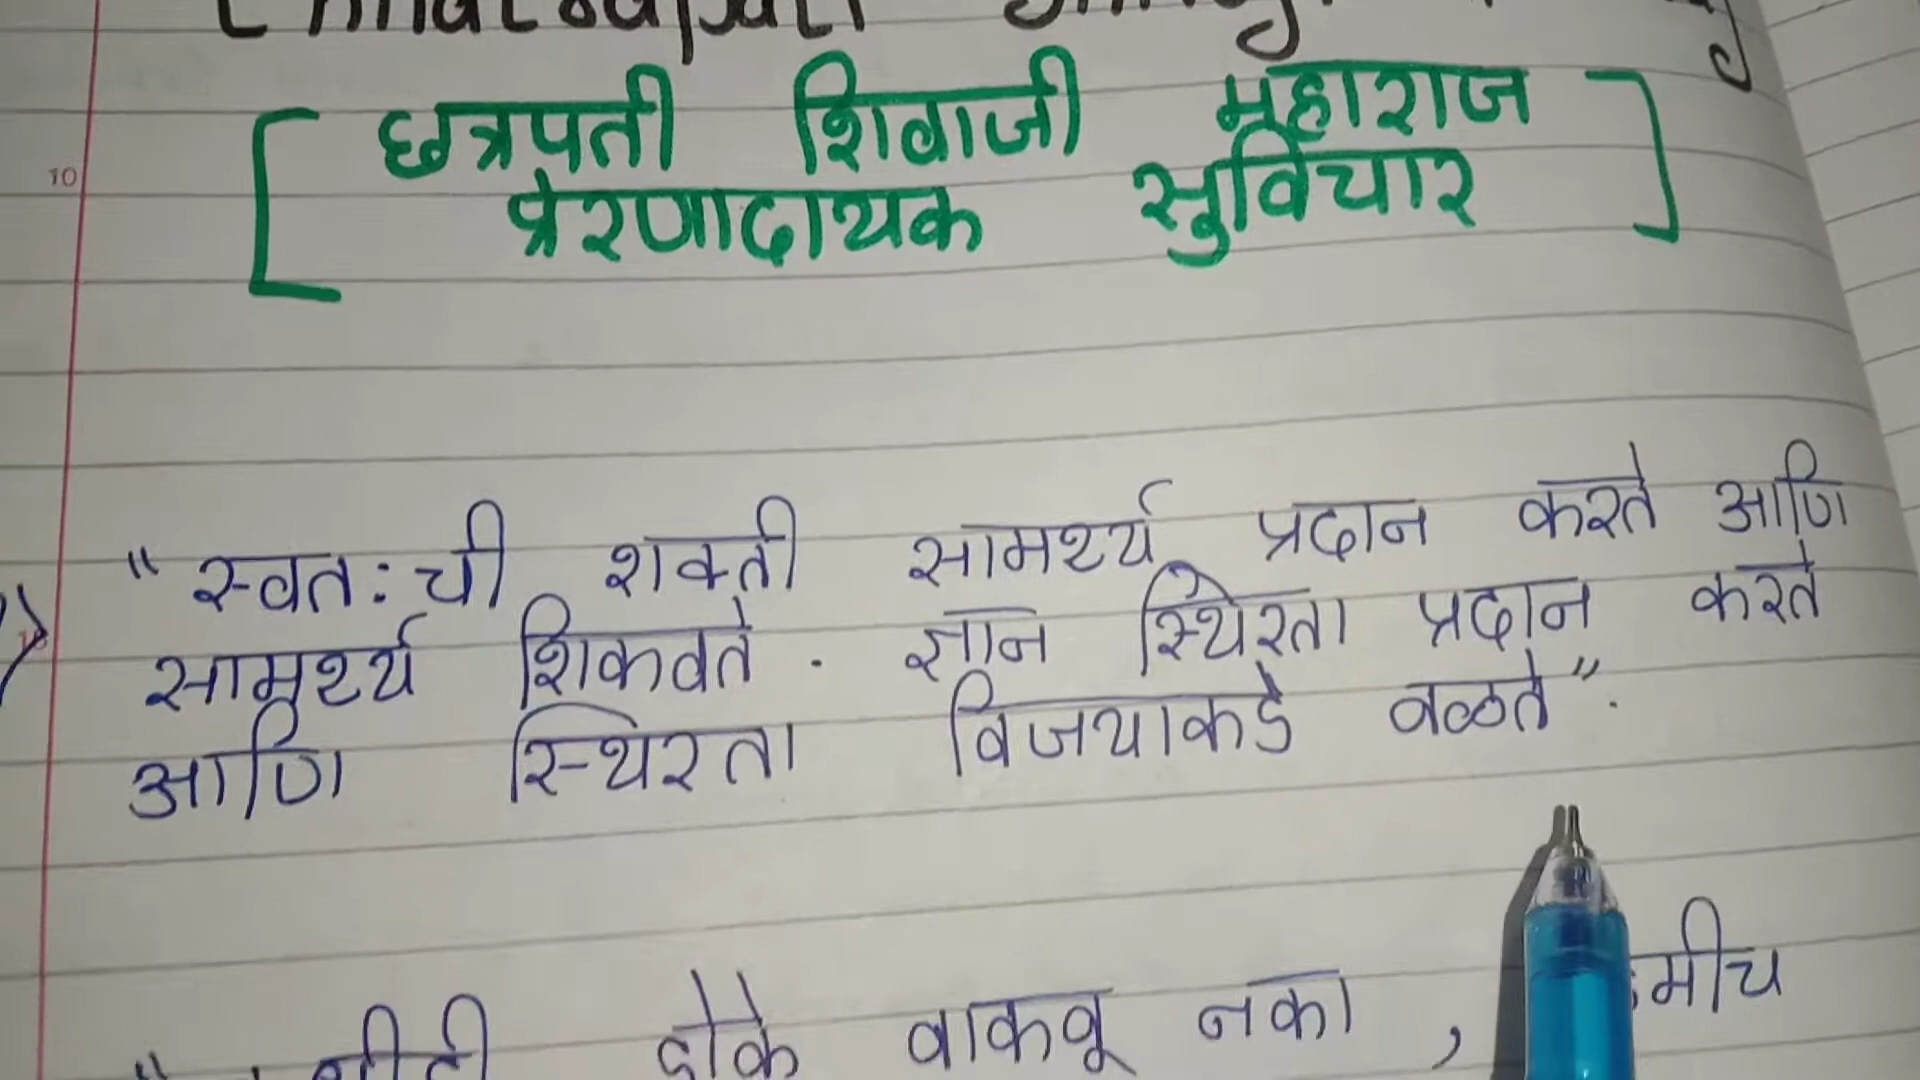 10
छत्रपती शिवाजी महाराज
प्रेरणादायक सुविचार
" स्वत:ची शक्ती सामर्थ्य प्रदान करते आणि
सामर्थ्य शिकवते . ज्ञान स्थिरता प्रदान करते
आणि स्थिरता विजयाकडे वळते".
डोके वाकवू नका ,